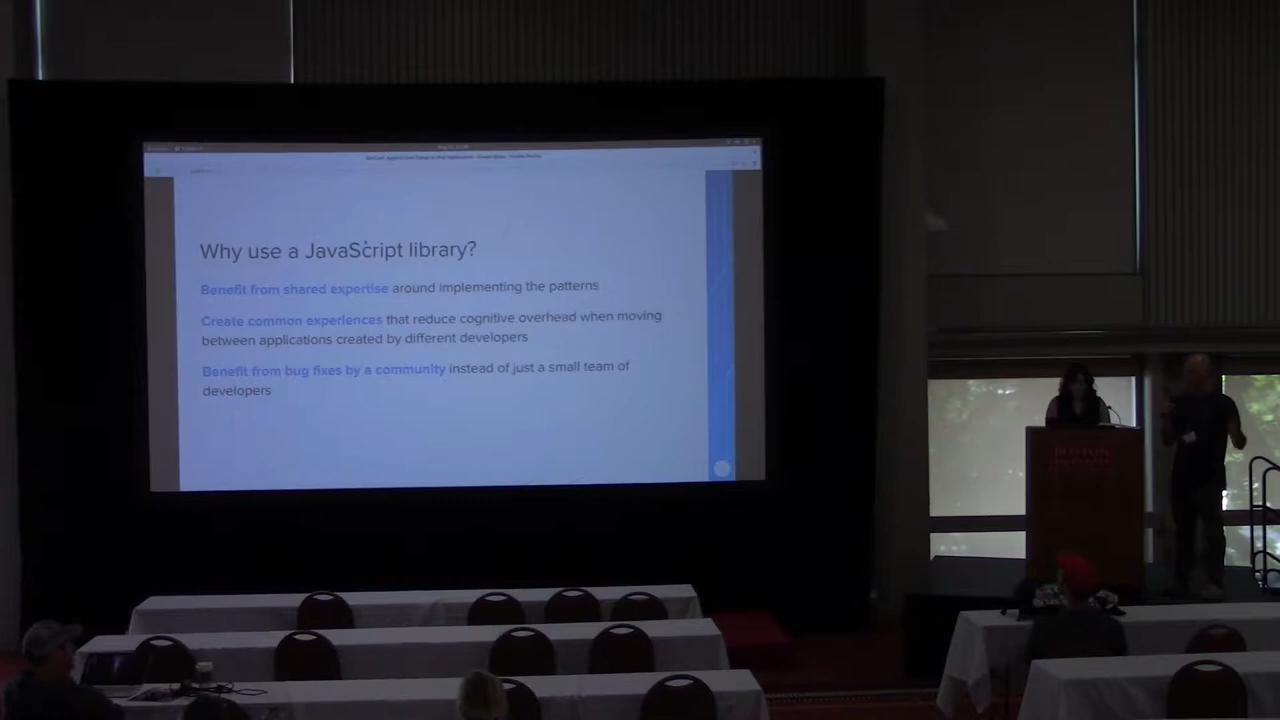 Why use a JavaScript library?
Benefit from shared expertise around implementing the patterns
Create common experiences that reduce cognitive overhead when moving
between applications created by different developers
Benefit from bug fixes by a community instead of just a small team of
developers
BOSTON